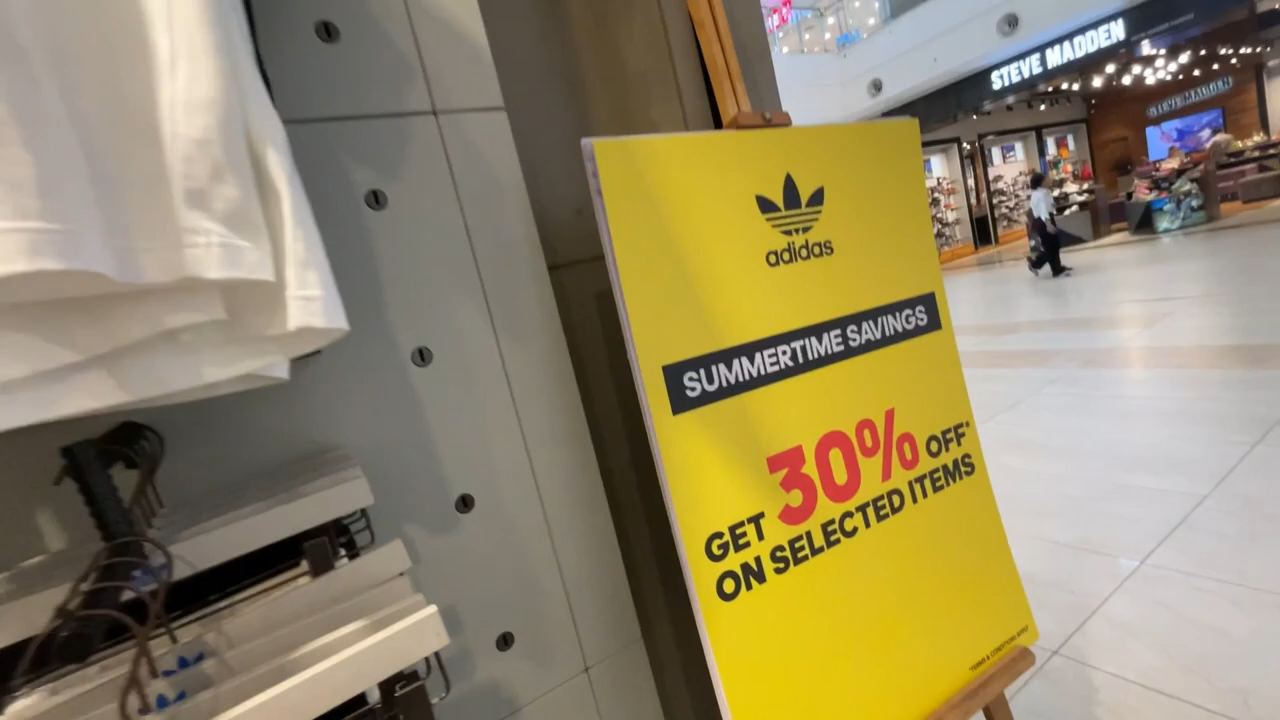 STEVE MADDEN
STEVE MADDEN
adidas
SUMMERTIME SAVINGS
GET 30% OFF*
ON SELECTED ITEMS
*TERMS & CONDITIONS APPLY